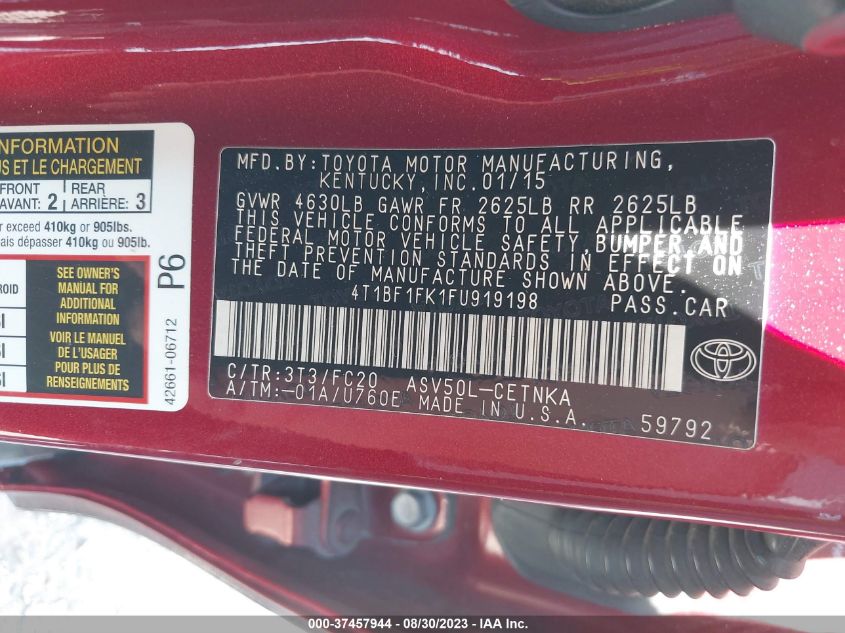 INFORMATION
US ET LE CHARGEMENT
FRONT
AVANT: 2
REAR
ARRIÈRE: 3
r exceed 410kg or 905lbs.
ais dépasser 410kg ou 905lb.
ROID
SI
SI
SI
SEE OWNER'S
MANUAL FOR
ADDITIONAL
INFORMATION
VOIR LE MANUEL
DE L'USAGER
POUR PLUS DE
RENSEIGNEMENTS
P6
42661-06712
MFD.BY:TOYOTA MOTOR MANUFACTURING,
KENTUCKY, INC.01/15
GVWR 4630LB GAWR FR 2625LB RR 2625LB
THIS VEHICLE CONFORMS TO ALL APPLICABLE
FEDERAL MOTOR VEHICLE SAFETY,BUMPER,AND
THEFT PREVENTION STANDARDS IN EFFECT ON
THE DATE OF MANUFACTURE SHOWN ABOVE.
4T1BF1FK1FU919198 PASS.CAR
C/TR:3T3/FC20 ASV50L-CETNKA
A/TM:-01A/U760E MADE IN U.S.A.
59792
000-37457944 - 08/30/2023 - IAA Inc.